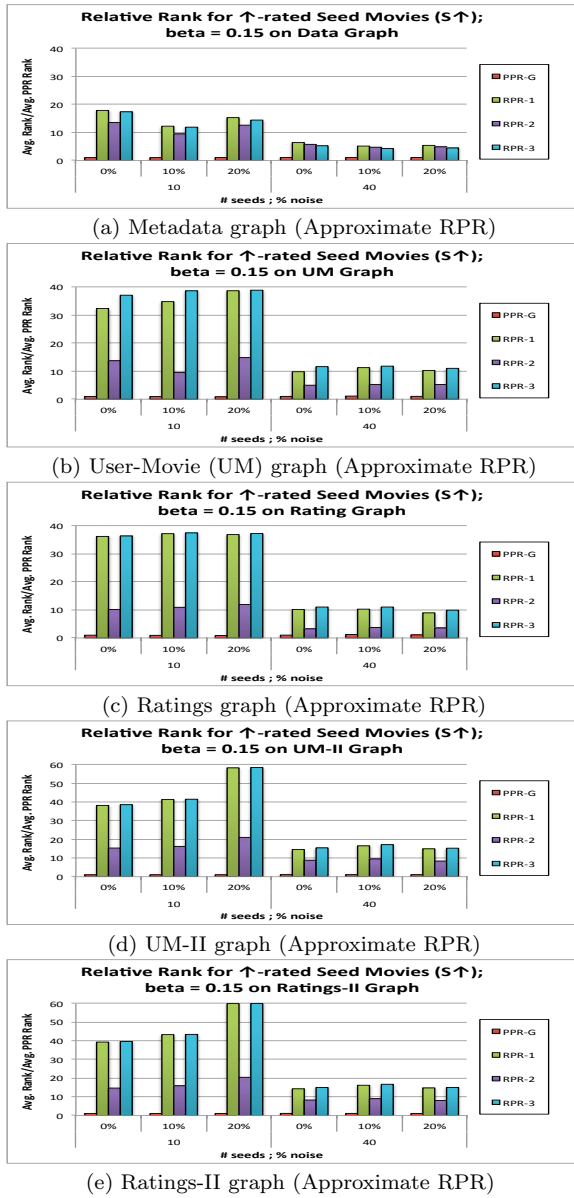 Relative Rank for ↑-rated Seed Movies (S↑);
beta = 0.15 on Data Graph
Avg. Rank/Avg. PPR Rank
40
30
20
10
0
0% 10% 20% 0% 10% 20%
10 40
# seeds ; % noise
PPR-G
RPR-1
RPR-2
RPR-3
(a) Metadata graph (Approximate RPR)
Relative Rank for ↑-rated Seed Movies (S↑);
beta = 0.15 on UM Graph
Avg. Rank/Avg. PPR Rank
40
30
20
10
0
0% 10% 20% 0% 10% 20%
10 40
# seeds ; % noise
PPR-G
RPR-1
RPR-2
RPR-3
(b) User-Movie (UM) graph (Approximate RPR)
Relative Rank for ↑-rated Seed Movies (S↑);
beta = 0.15 on Rating Graph
Avg. Rank/Avg. PPR Rank
40
30
20
10
0
0% 10% 20% 0% 10% 20%
10 40
# seeds ; % noise
PPR-G
RPR-1
RPR-2
RPR-3
(c) Ratings graph (Approximate RPR)
Relative Rank for ↑-rated Seed Movies (S↑);
beta = 0.15 on UM-II Graph
Avg. Rank/Avg. PPR Rank
60
50
40
30
20
10
0
0% 10% 20% 0% 10% 20%
10 40
# seeds ; % noise
PPR-G
RPR-1
RPR-2
RPR-3
(d) UM-II graph (Approximate RPR)
Relative Rank for ↑-rated Seed Movies (S↑);
beta = 0.15 on Ratings-II Graph
Avg. Rank/Avg. PPR Rank
60
50
40
30
20
10
0
0% 10% 20% 0% 10% 20%
10 40
# seeds ; % noise
PPR-G
RPR-1
RPR-2
RPR-3
(e) Ratings-II graph (Approximate RPR)